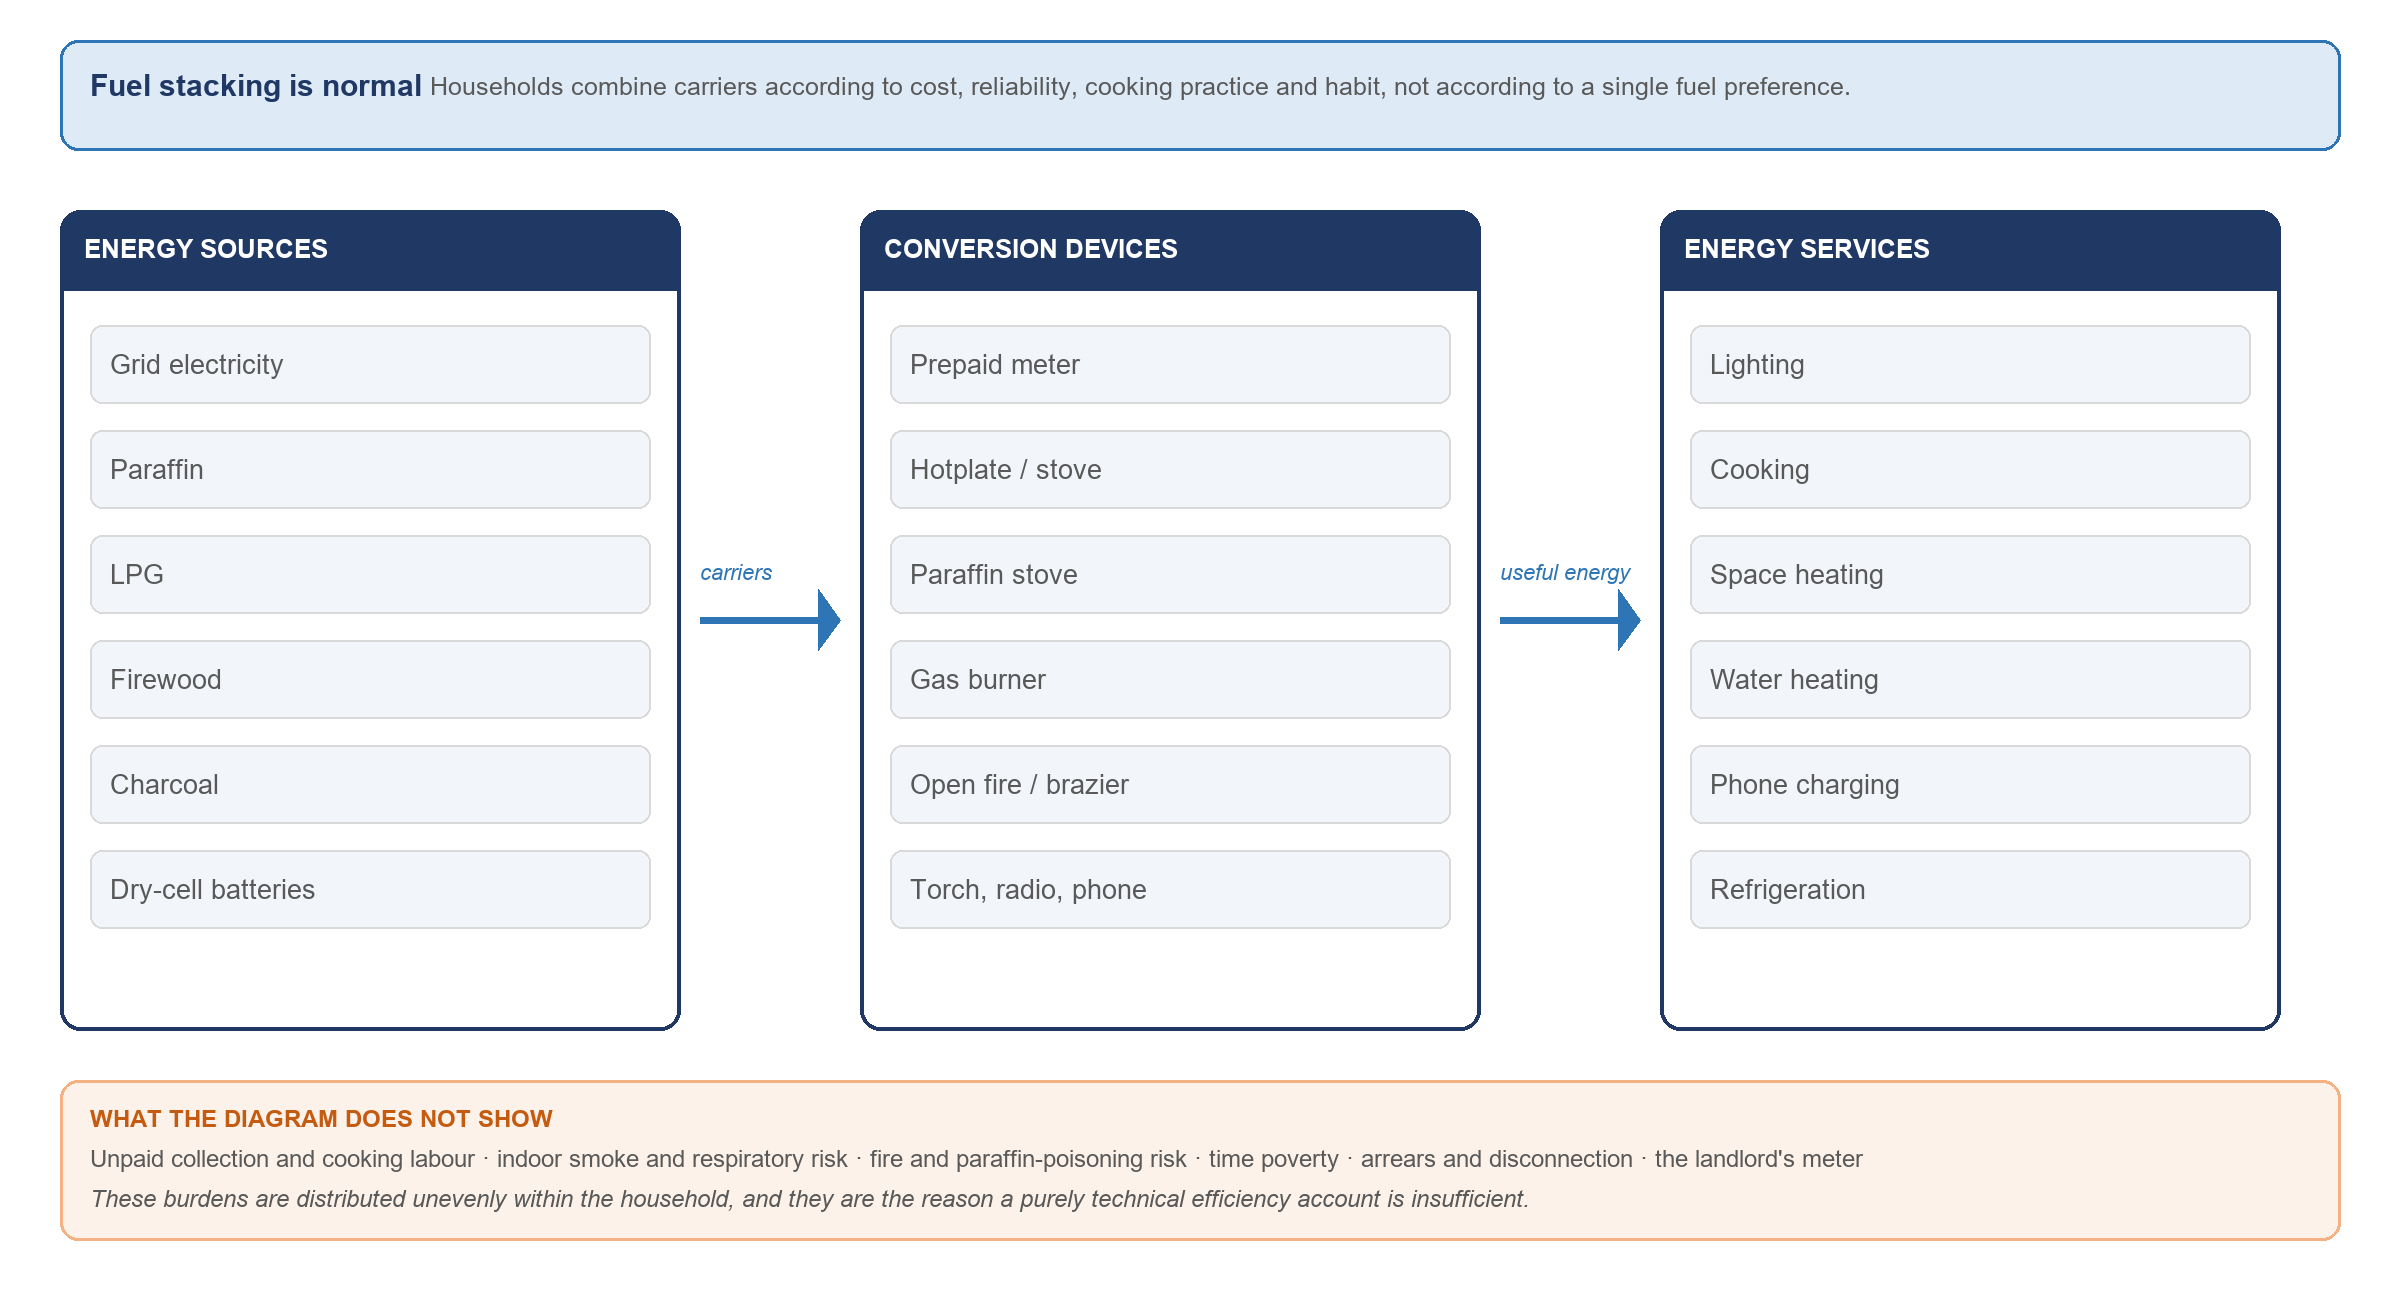 Fuel stacking is normal Households combine carriers according to cost, reliability, cooking practice and habit, not according to a single fuel preference.
ENERGY SOURCES
Grid electricity
Paraffin
LPG
Firewood
Charcoal
Dry-cell batteries
carriers
CONVERSION DEVICES
Prepaid meter
Hotplate / stove
Paraffin stove
Gas burner
Open fire / brazier
Torch, radio, phone
useful energy
ENERGY SERVICES
Lighting
Cooking
Space heating
Water heating
Phone charging
Refrigeration
WHAT THE DIAGRAM DOES NOT SHOW
Unpaid collection and cooking labour · indoor smoke and respiratory risk · fire and paraffin-poisoning risk · time poverty · arrears and disconnection · the landlord's meter
These burdens are distributed unevenly within the household, and they are the reason a purely technical efficiency account is insufficient.